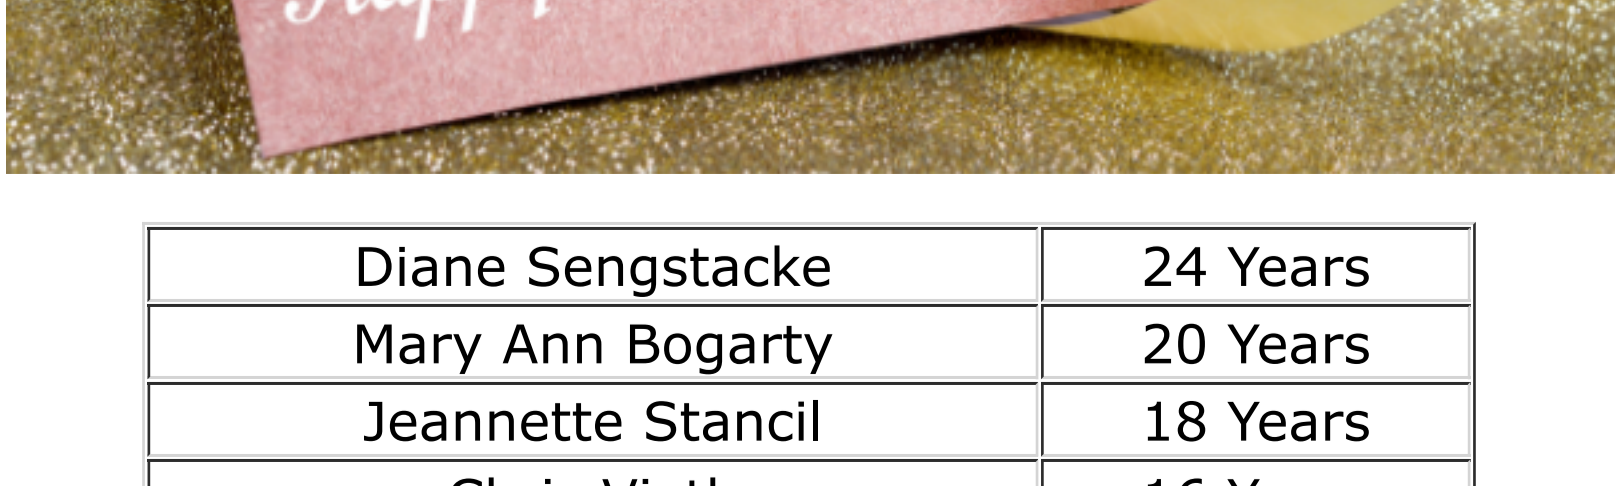 Diane Sengstacke 24 Years
Mary Ann Bogarty 20 Years
Jeannette Stancil 18 Years